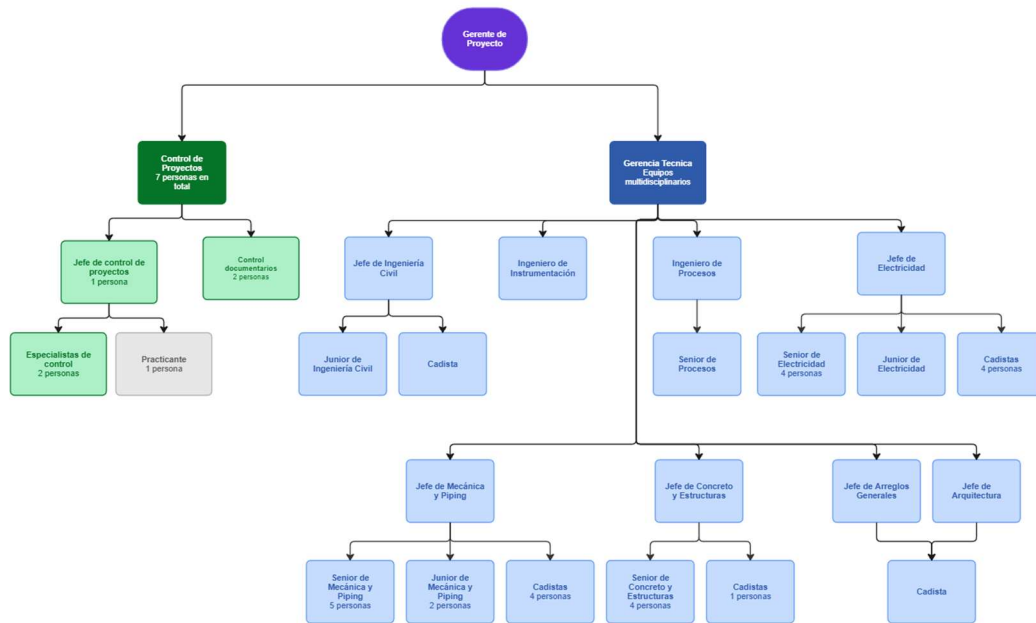 Gerente de
Proyecto
Control de
Proyectos
7 personas en
total
Gerencia Tecnica
Equipos
multidisciplinarios
Jefe de control de
proyectos
1 persona
Control
documentarios
2 personas
Jefe de Ingeniería
Civil
Ingeniero de
Instrumentación
Ingeniero de
Procesos
Jefe de
Electricidad
Especialistas de
control
2 personas
Practicante
1 persona
Junior de
Ingeniería Civil
Cadista
Senior de
Procesos
Senior de
Electricidad
4 personas
Junior de
Electricidad
Cadistas
4 personas
Jefe de Mecánica
y Piping
Jefe de Concreto
y Estructuras
Jefe de Arreglos
Generales
Jefe de
Arquitectura
Senior de
Mecánica y
Piping
5 personas
Junior de
Mecánica y
Piping
2 personas
Cadistas
4 personas
Senior de
Concreto y
Estructuras
4 personas
Cadistas
1 personas
Cadista